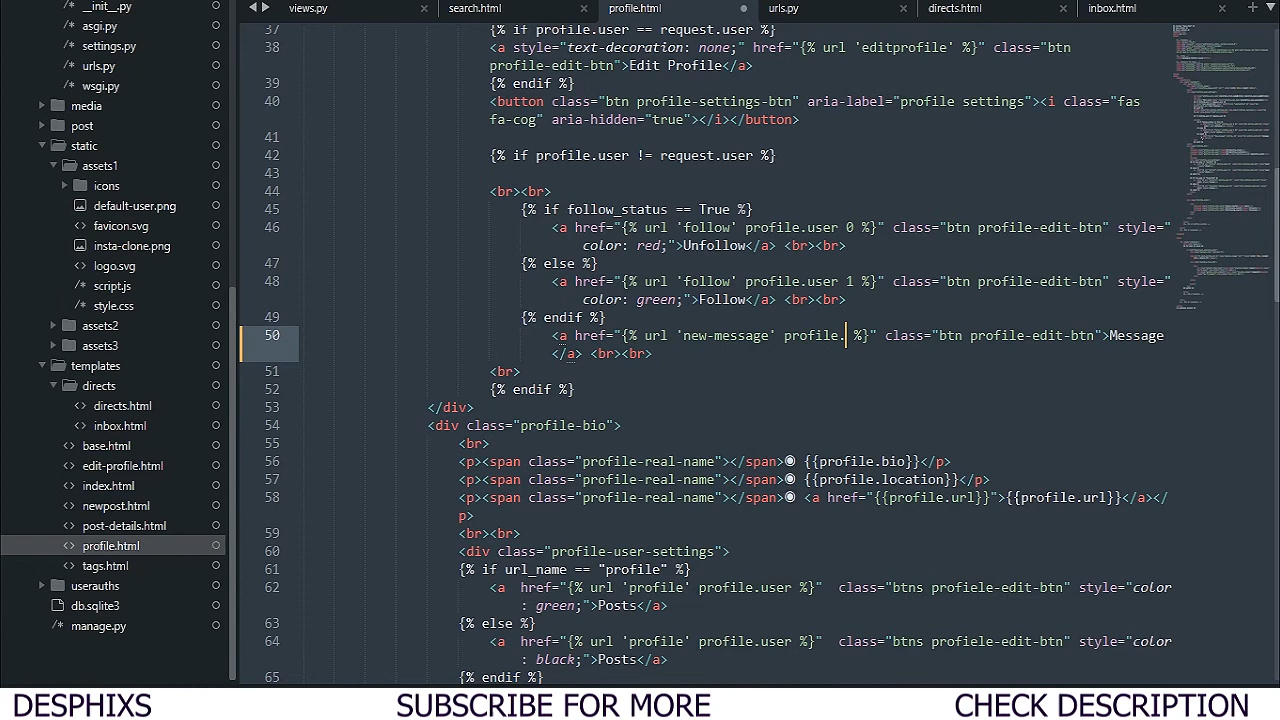 views.py
search.html
profile.html
urls.py
directs.html
inbox.html
__init__.py
asgi.py
settings.py
urls.py
wsgi.py
media
post
static
assets1
icons
default-user.png
favicon.svg
insta-clone.png
logo.svg
script.js
style.css
assets2
assets3
templates
directs
directs.html
inbox.html
base.html
edit-profile.html
index.html
newpost.html
post-details.html
profile.html
tags.html
userauths
db.sqlite3
manage.py
37 {% if profile.user == request.user %}
38 <a style="text-decoration: none;" href="{% url 'editprofile' %}" class="btn
profile-edit-btn">Edit Profile</a>
39 {% endif %}
40 <button class="btn profile-settings-btn" aria-label="profile settings"><i class="fas
fa-cog" aria-hidden="true"></i></button>
41
42 {% if profile.user != request.user %}
43
44 <br><br>
45 {% if follow_status == True %}
46 <a href="{% url 'follow' profile.user 0 %}" class="btn profile-edit-btn" style="
color: red;">Unfollow</a> <br><br>
47 {% else %}
48 <a href="{% url 'follow' profile.user 1 %}" class="btn profile-edit-btn" style="
color: green;">Follow</a> <br><br>
49 {% endif %}
50 <a href="{% url 'new-message' profile. %}" class="btn profile-edit-btn">Message
</a> <br><br>
51 <br>
52 {% endif %}
53 </div>
54 <div class="profile-bio">
55 <br>
56 <p><span class="profile-real-name"></span>◉ {{profile.bio}}</p>
57 <p><span class="profile-real-name"></span>◉ {{profile.location}}</p>
58 <p><span class="profile-real-name"></span>◉ <a href="{{profile.url}}">{{profile.url}}</a></
p>
59 <br><br>
60 <div class="profile-user-settings">
61 {% if url_name == "profile" %}
62 <a  href="{% url 'profile' profile.user %}"  class="btns profiele-edit-btn" style="color
: green;">Posts</a>
63 {% else %}
64 <a  href="{% url 'profile' profile.user %}"  class="btns profiele-edit-btn" style="color
: black;">Posts</a>
65 {% endif %}
DESPHIXS
SUBSCRIBE FOR MORE
CHECK DESCRIPTION